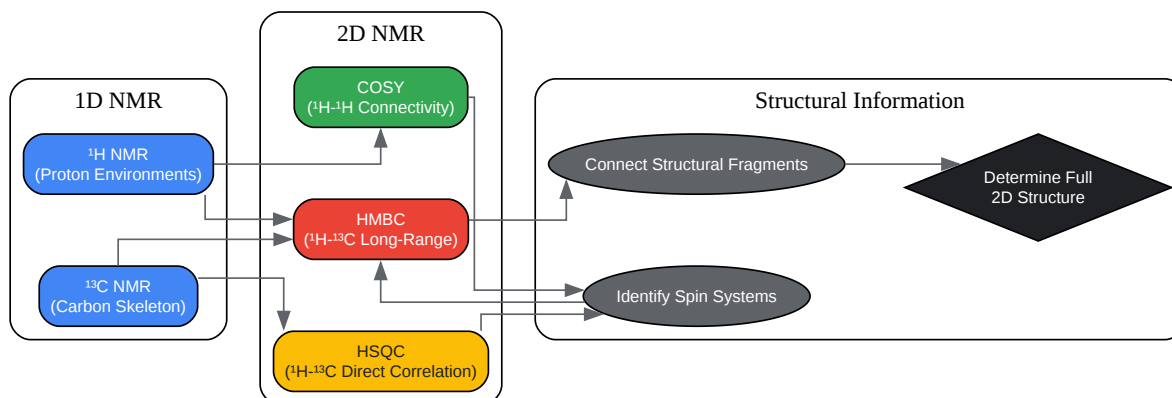 1D NMR
¹H NMR
(Proton Environments)
¹³C NMR
(Carbon Skeleton)
2D NMR
COSY
(¹H-¹H Connectivity)
HMBC
(¹H-¹³C Long-Range)
HSQC
(¹H-¹³C Direct Correlation)
Structural Information
Connect Structural Fragments
Identify Spin Systems
Determine Full
2D Structure